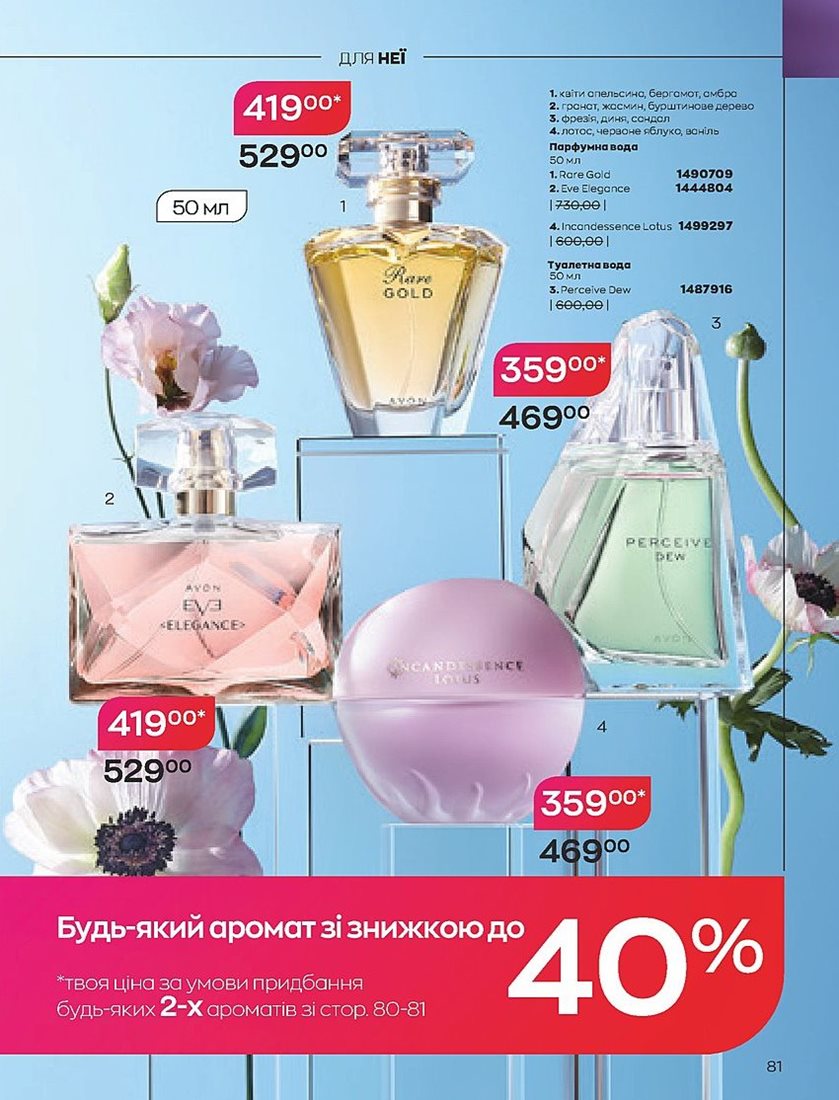 ДЛЯ НЕЇ
419⁰⁰*
529⁰⁰
50 мл
1
1. квіти апельсина, бергамот, амбра
2. гранат, жасмин, бурштинове дерево
3. фрезія, диня, сандал
4. лотос, червоне яблуко, ваніль
Парфумна вода
50 мл
1. Rare Gold 1490709
2. Eve Elegance 1444804
| 730,00 |
4. Incandessence Lotus 1499297
| 600,00 |
Туалетна вода
50 мл
3. Perceive Dew 1487916
| 600,00 |
Rare
GOLD
AVON
3
359⁰⁰*
469⁰⁰
2
AVON
EVE
<ELEGANCE>
PERCEIVE
DEW
AVON
INCANDESSENCE
LOTUS
419⁰⁰*
529⁰⁰
4
359⁰⁰*
469⁰⁰
Будь-який аромат зі знижкою до
40%
*твоя ціна за умови придбання
будь-яких 2-х ароматів зі стор. 80-81
81